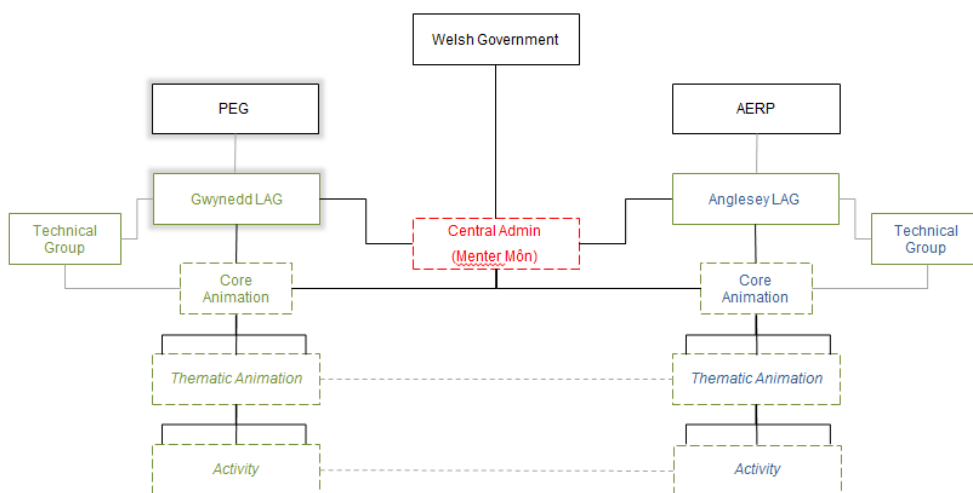 Welsh Government
PEG
AERP
Gwynedd LAG
Anglesey LAG
Technical
Group
Central Admin
(Menter Môn)
Technical
Group
Core
Animation
Core
Animation
Thematic Animation
Thematic Animation
Activity
Activity